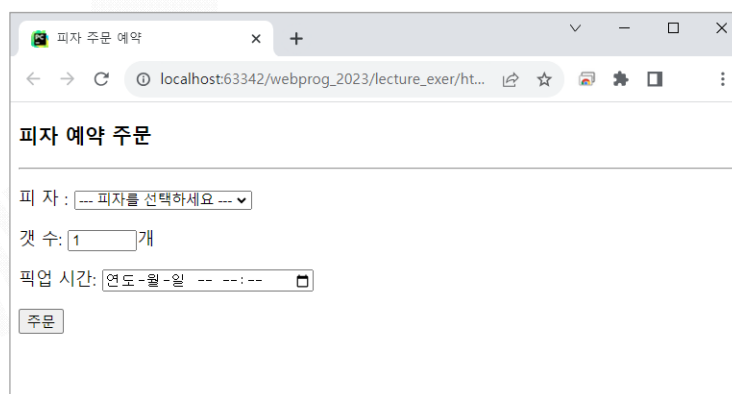 피자 주문 예약
localhost:63342/webprog_2023/lecture_exer/ht...
피자 예약 주문
피 자 : --- 피자를 선택하세요 ---
갯 수: 1 개
픽업 시간: 연도-월-일 -- --:--
주문